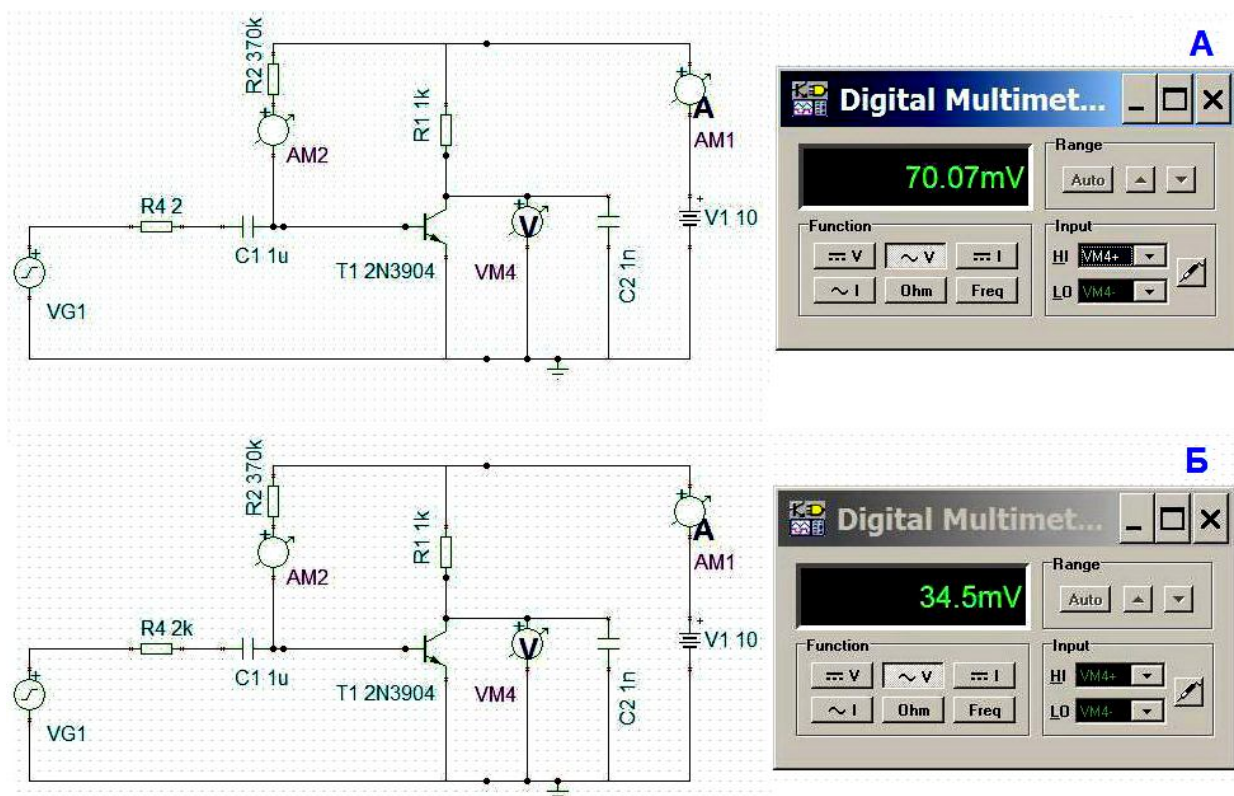 А
R2 370k
AM2
R1 1k
A
AM1
R4 2
C1 1u
T1 2N3904
V
VM4
C2 1n
V1 10
VG1
Digital Multimet...
70.07mV
Range
Auto
Function
V
V
I
I
Ohm
Freq
Input
HI VM4+
LO VM4-
Б
R2 370k
AM2
R1 1k
A
AM1
R4 2k
C1 1u
T1 2N3904
V
VM4
C2 1n
V1 10
VG1
Digital Multimet...
34.5mV
Range
Auto
Function
V
V
I
I
Ohm
Freq
Input
HI VM4+
LO VM4-